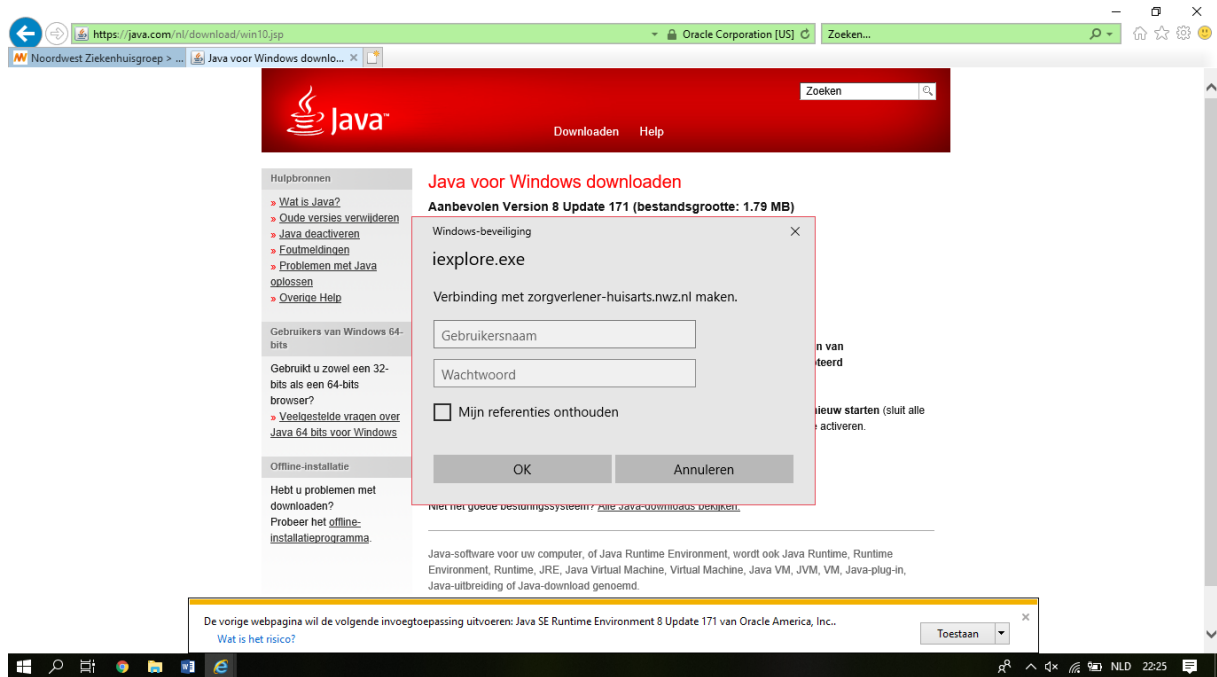 https://java.com/nl/download/win10.jsp
Oracle Corporation [US]
Zoeken...
Noordwest Ziekenhuisgroep > ...
Java voor Windows downlo...
Java™
Zoeken
Downloaden Help
Hulpbronnen
» Wat is Java?
» Oude versies verwijderen
» Java deactiveren
» Foutmeldingen
» Problemen met Java
oplossen
» Overige Help
Gebruikers van Windows 64-
bits
Gebruikt u zowel een 32-
bits als een 64-bits
browser?
» Veelgestelde vragen over
Java 64 bits voor Windows
Offline-installatie
Hebt u problemen met
downloaden?
Probeer het offline-
installatieprogramma.
Java voor Windows downloaden
Aanbevolen Version 8 Update 171 (bestandsgrootte: 1.79 MB)
Windows-beveiliging
iexplore.exe
Verbinding met zorgverlener-huisarts.nwz.nl maken.
Gebruikersnaam
Wachtwoord
Mijn referenties onthouden
OK
Annuleren
n van
teerd
ieuw starten (sluit alle
activeren.
Niet het goede besturingssysteem? Alle Java-downloads bekijken.
Java-software voor uw computer, of Java Runtime Environment, wordt ook Java Runtime, Runtime
Environment, Runtime, JRE, Java Virtual Machine, Virtual Machine, Java VM, JVM, VM, Java-plug-in,
Java-uitbreiding of Java-download genoemd.
De vorige webpagina wil de volgende invoegtoepassing uitvoeren: Java SE Runtime Environment 8 Update 171 van Oracle America, Inc..
Wat is het risico?
Toestaan
NLD 22:25